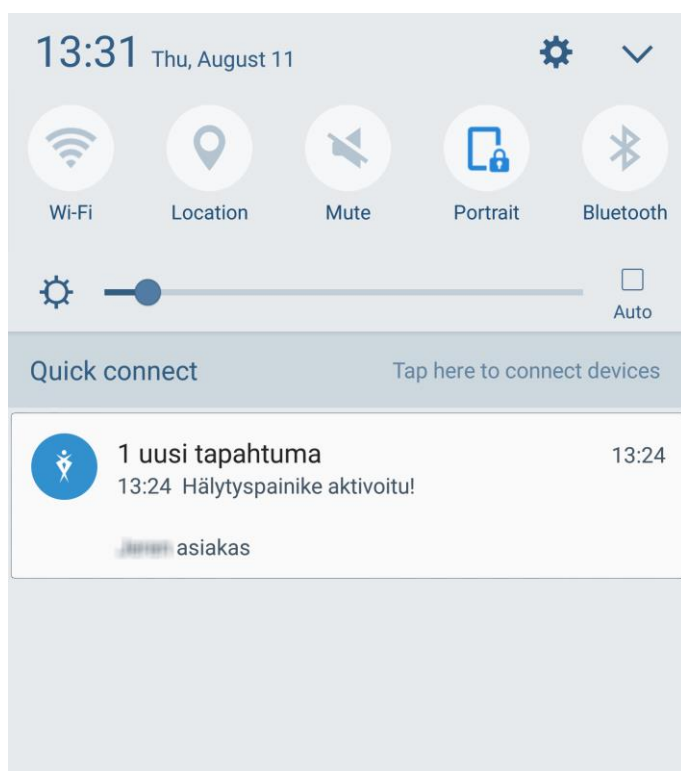 13:31 Thu, August 11
Wi-Fi Location Mute Portrait Bluetooth
Auto
Quick connect Tap here to connect devices
1 uusi tapahtuma 13:24
13:24 Hälytyspainike aktivoitu!
asiakas